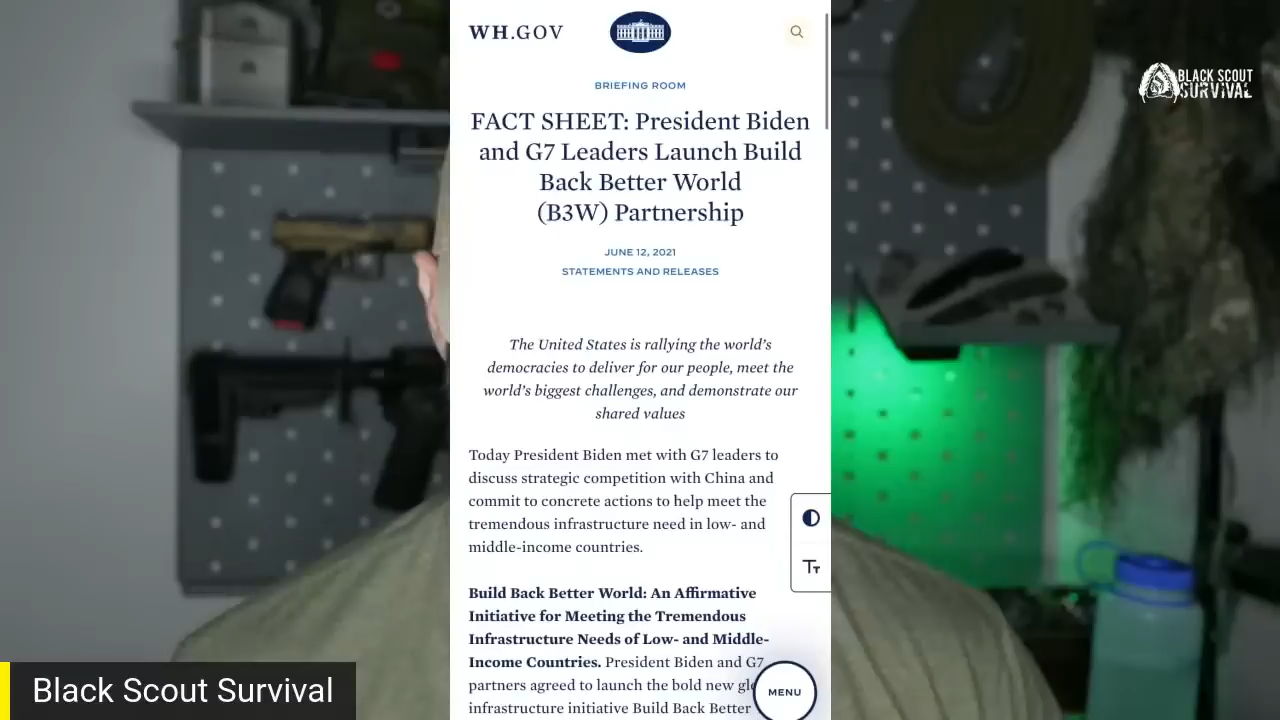 WH.GOV
BLACK SCOUT
SURVIVAL
BRIEFING ROOM
FACT SHEET: President Biden
and G7 Leaders Launch Build
Back Better World
(B3W) Partnership
JUNE 12, 2021
STATEMENTS AND RELEASES
The United States is rallying the world's
democracies to deliver for our people, meet the
world's biggest challenges, and demonstrate our
shared values
Today President Biden met with G7 leaders to
discuss strategic competition with China and
commit to concrete actions to help meet the
tremendous infrastructure need in low- and
middle-income countries.
Tт
Build Back Better World: An Affirmative
Initiative for Meeting the Tremendous
Infrastructure Needs of Low- and Middle-
Income Countries. President Biden and G7
partners agreed to launch the bold new
infrastructure initiative Build Back Better
MENU
Black Scout Survival